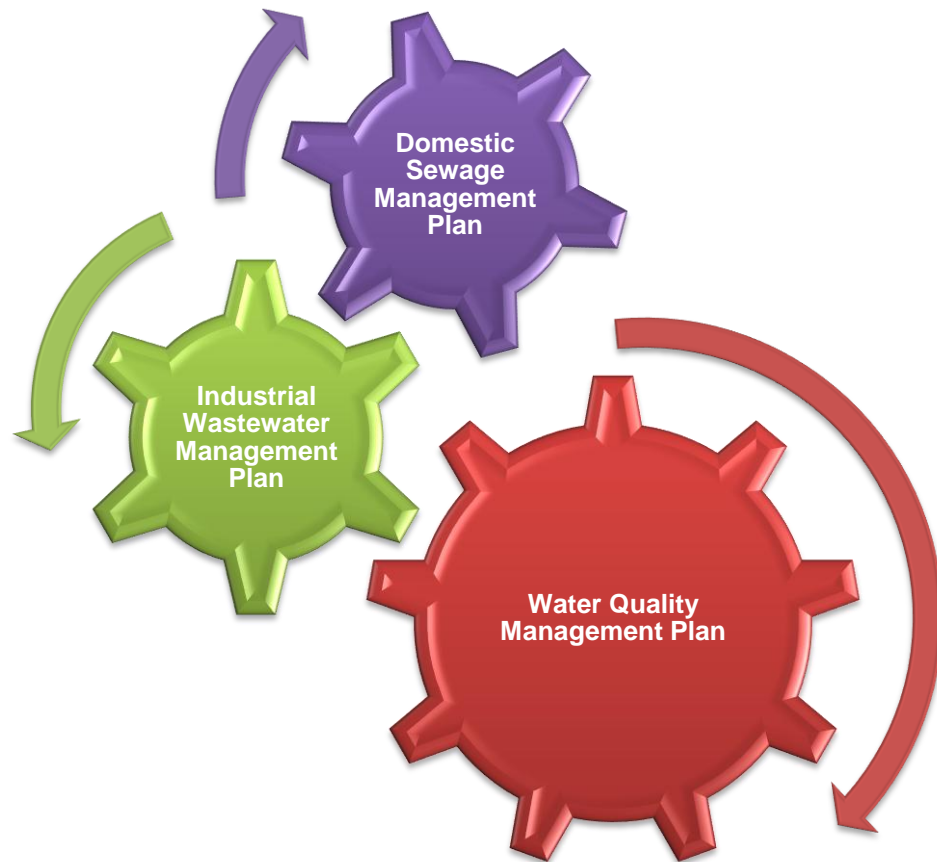 Domestic
Sewage
Management
Plan
Industrial
Wastewater
Management
Plan
Water Quality
Management Plan